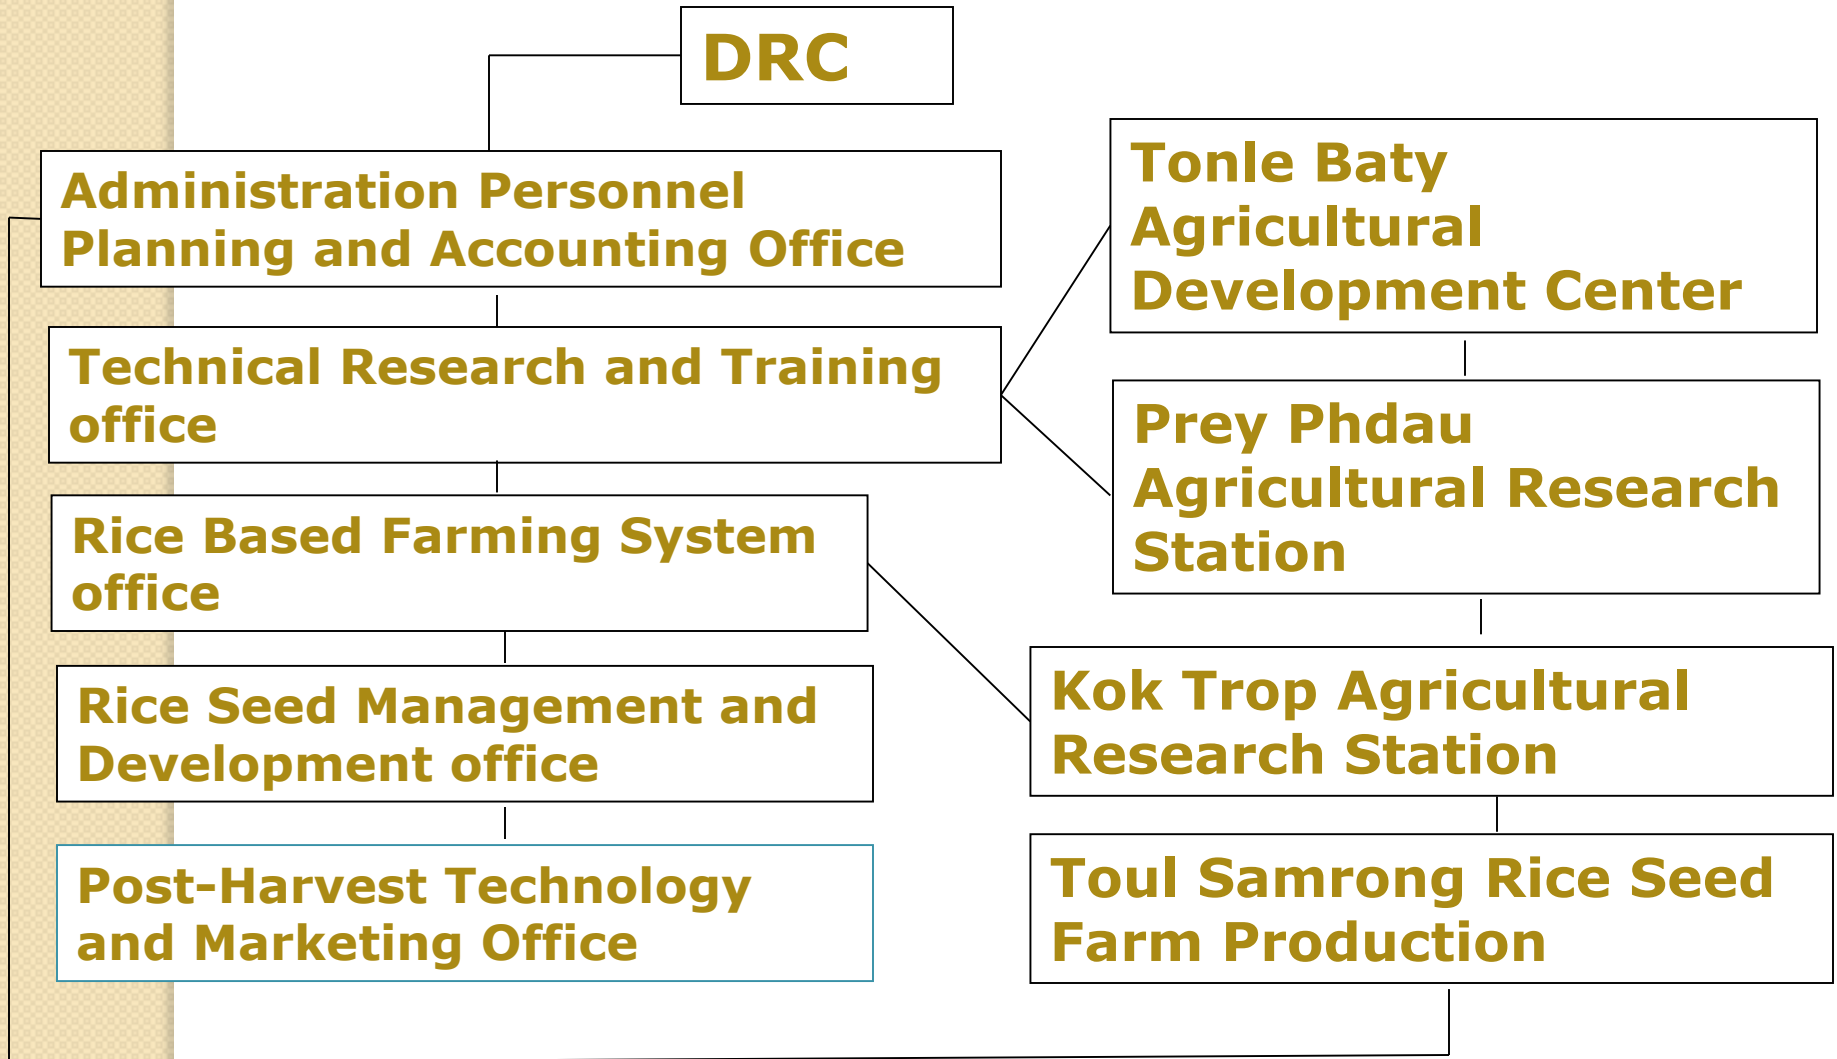 DRC
Administration Personnel
Planning and Accounting Office
Technical Research and Training
office
Rice Based Farming System
office
Rice Seed Management and
Development office
Post-Harvest Technology
and Marketing Office
Tonle Baty
Agricultural
Development Center
Prey Phdau
Agricultural Research
Station
Kok Trop Agricultural
Research Station
Toul Samrong Rice Seed
Farm Production